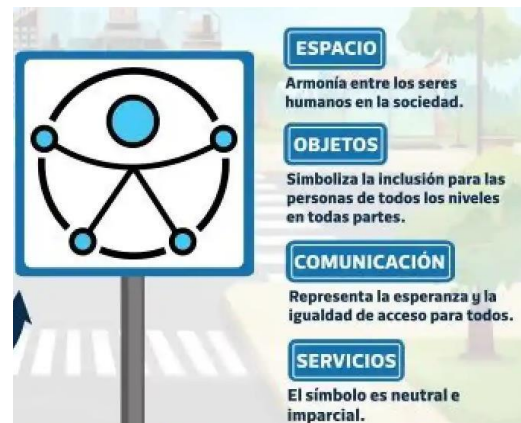 ESPACIO
Armonía entre los seres
humanos en la sociedad.
OBJETOS
Simboliza la inclusión para las
personas de todos los niveles
en todas partes.
COMUNICACIÓN
Representa la esperanza y la
igualdad de acceso para todos.
SERVICIOS
El símbolo es neutral e
imparcial.